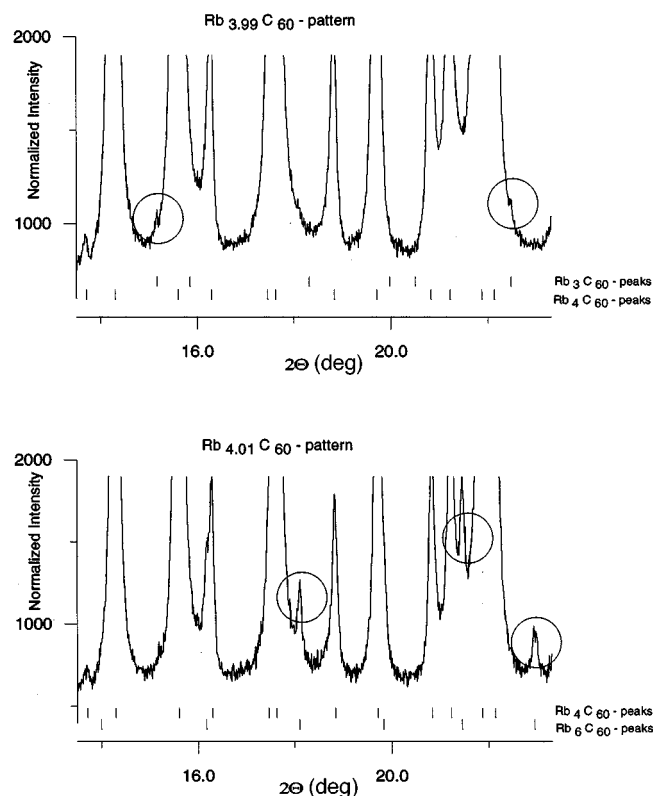 Rb 3.99 C 60 - pattern
2000
Normalized Intensity
1000
Rb 3 C 60 - peaks
Rb 4 C 60 - peaks
16.0 20.0
2Θ (deg)
Rb 4.01 C 60 - pattern
2000
Normalized Intensity
1000
Rb 4 C 60 - peaks
Rb 6 C 60 - peaks
16.0 20.0
2Θ (deg)